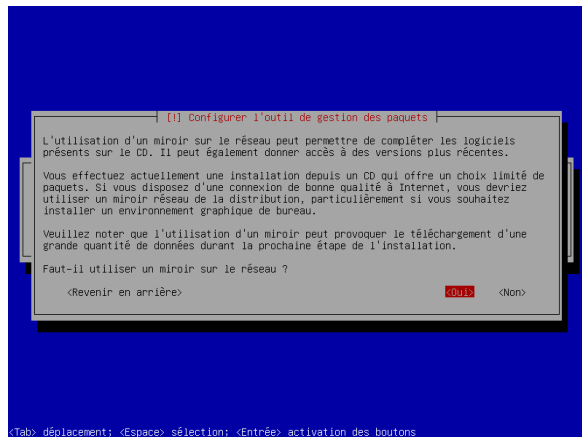 [!] Configurer l'outil de gestion des paquets
L'utilisation d'un miroir sur le réseau peut permettre de compléter les logiciels
présents sur le CD. Il peut également donner accès à des versions plus récentes.
Vous effectuez actuellement une installation depuis un CD qui offre un choix limité de
paquets. Si vous disposez d'une connexion de bonne qualité à Internet, vous devriez
utiliser un miroir réseau de la distribution, particulièrement si vous souhaitez
installer un environnement graphique de bureau.
Veuillez noter que l'utilisation d'un miroir peut provoquer le téléchargement d'une
grande quantité de données durant la prochaine étape de l'installation.
Faut-il utiliser un miroir sur le réseau ?
<Revenir en arrière> <Oui> <Non>
<Tab> déplacement; <Espace> sélection; <Entrée> activation des boutons